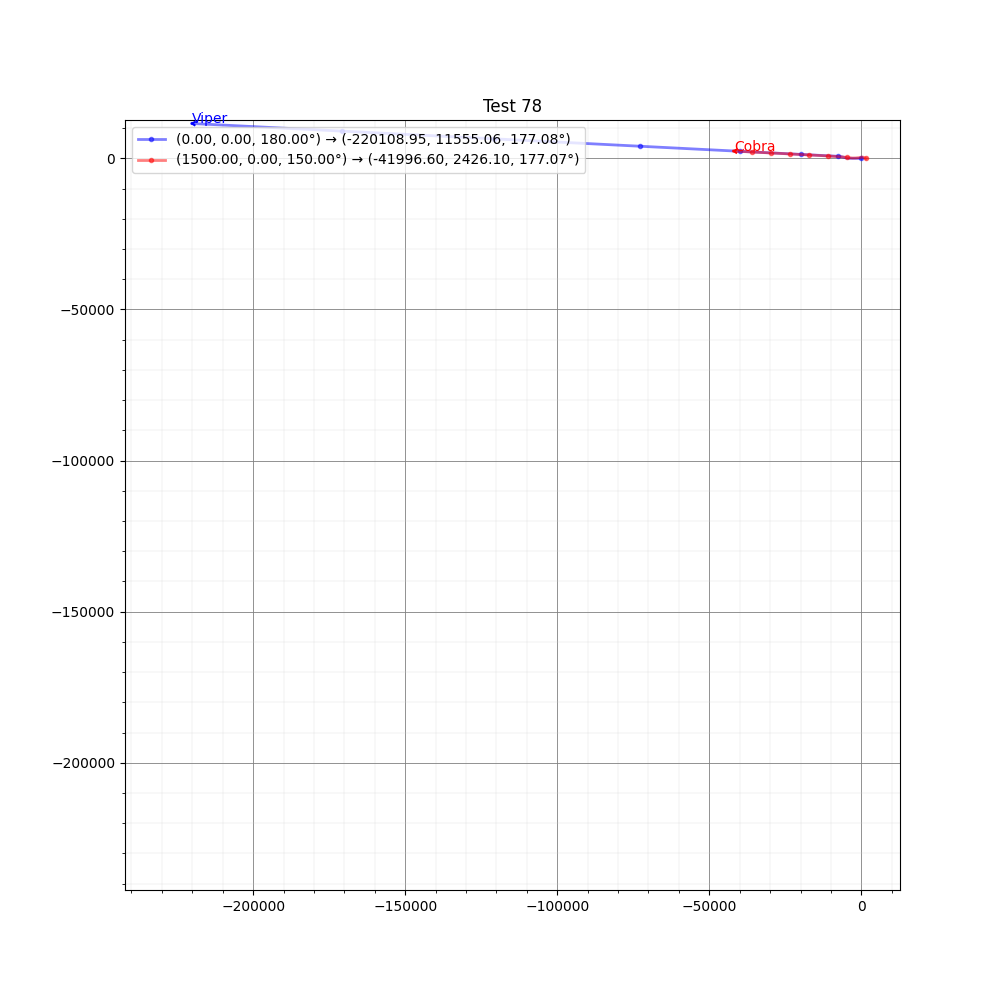 Test 78
Viper
(0.00, 0.00, 180.00°) → (-220108.95, 11555.06, 177.08°)
(1500.00, 0.00, 150.00°) → (-41996.60, 2426.10, 177.07°)
Cobra
0
−50000
−100000
−150000
−200000
−200000 −150000 −100000 −50000 0